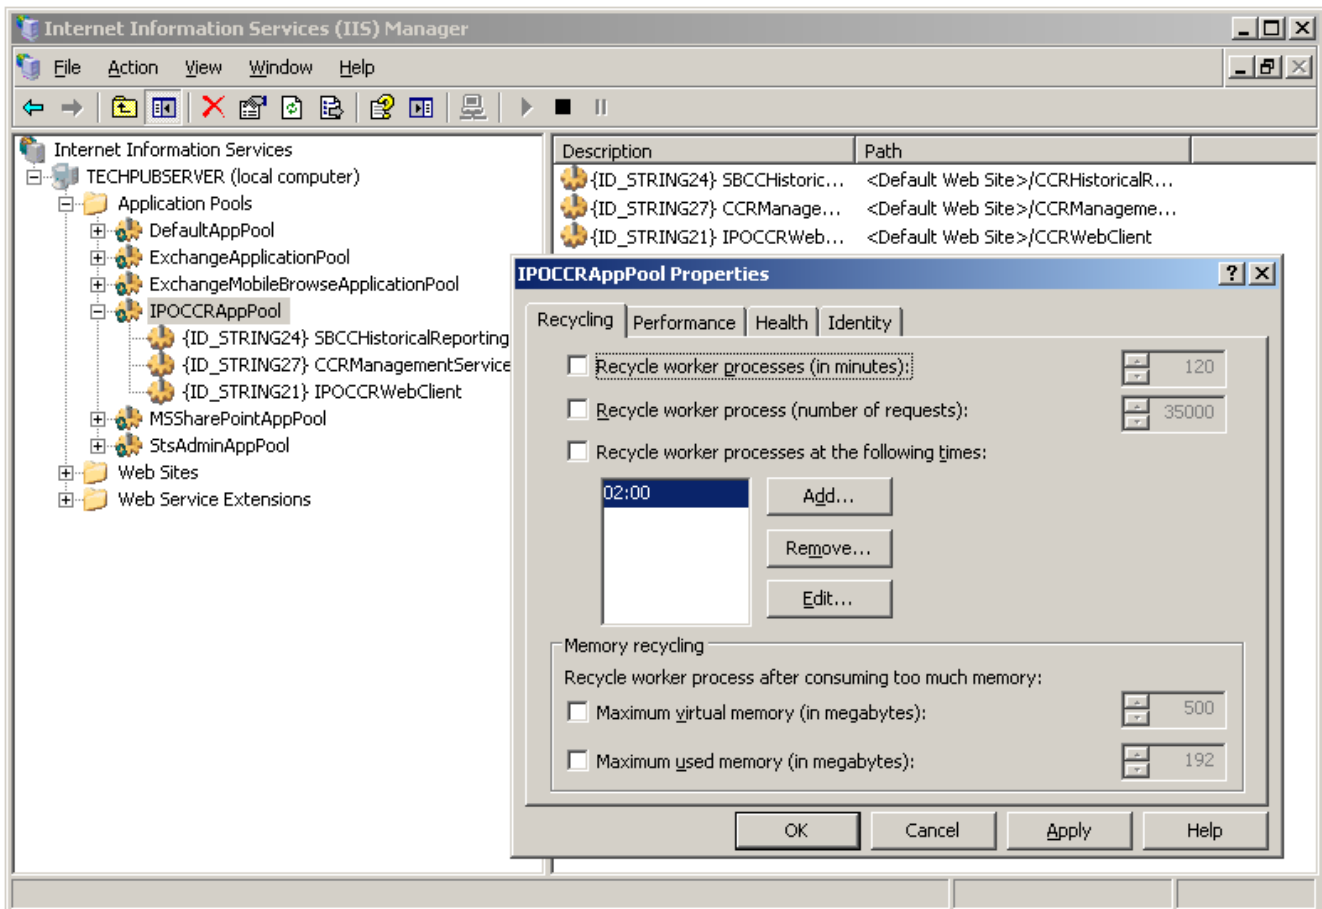 Internet Information Services (IIS) Manager
File Action View Window Help
Internet Information Services
TECHPUBSERVER (local computer)
Application Pools
DefaultAppPool
ExchangeApplicationPool
ExchangeMobileBrowseApplicationPool
IPOCCRAppPool
{ID_STRING24} SBCCHistoricalReporting
{ID_STRING27} CCRManagementService
{ID_STRING21} IPOCCRWebClient
MSSharePointAppPool
StsAdminAppPool
Web Sites
Web Service Extensions
Description Path
{ID_STRING24} SBCCHistoric... <Default Web Site>/CCRHistoricalR...
{ID_STRING27} CCRManage... <Default Web Site>/CCRManageme...
{ID_STRING21} IPOCCRWeb... <Default Web Site>/CCRWebClient
IPOCCRAppPool Properties
Recycling Performance Health Identity
Recycle worker processes (in minutes): 120
Recycle worker process (number of requests): 35000
Recycle worker processes at the following times:
02:00
Add...
Remove...
Edit...
Memory recycling
Recycle worker process after consuming too much memory:
Maximum virtual memory (in megabytes): 500
Maximum used memory (in megabytes): 192
OK Cancel Apply Help